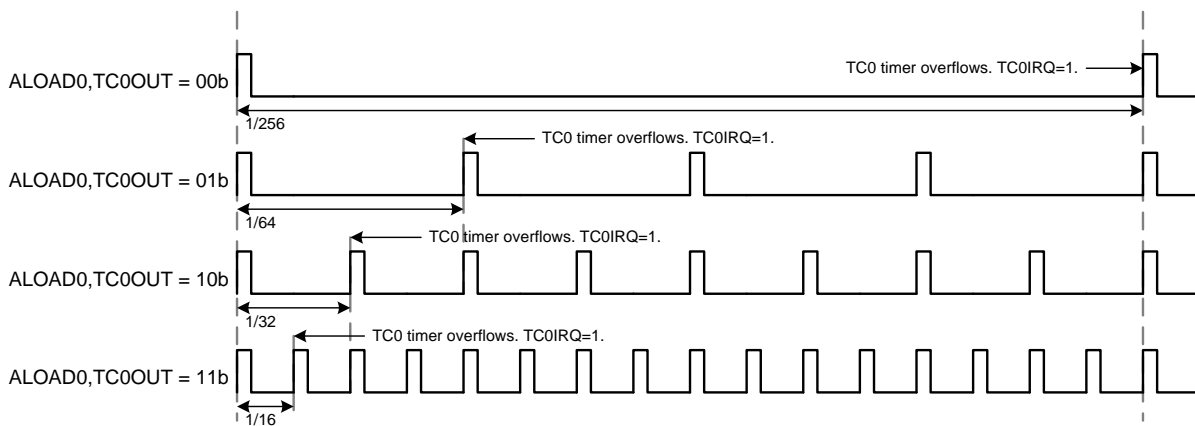 TC0 timer overflows. TC0IRQ=1.
ALOAD0,TC0OUT = 00b
1/256
TC0 timer overflows. TC0IRQ=1.
ALOAD0,TC0OUT = 01b
1/64
TC0 timer overflows. TC0IRQ=1.
ALOAD0,TC0OUT = 10b
1/32
TC0 timer overflows. TC0IRQ=1.
ALOAD0,TC0OUT = 11b
1/16